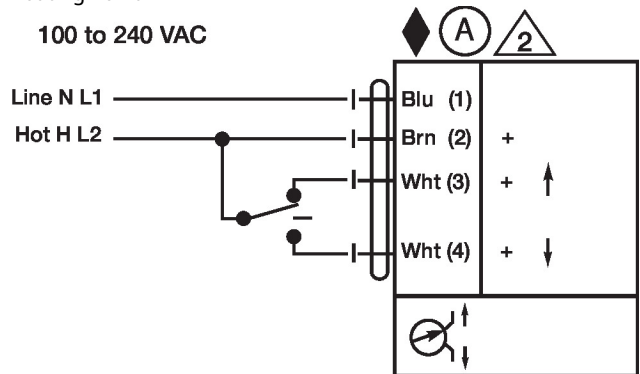 100 to 240 VAC
A
2
Line N L1
Blu (1)
Hot H L2
Brn (2) +
Wht (3) +
Wht (4) +